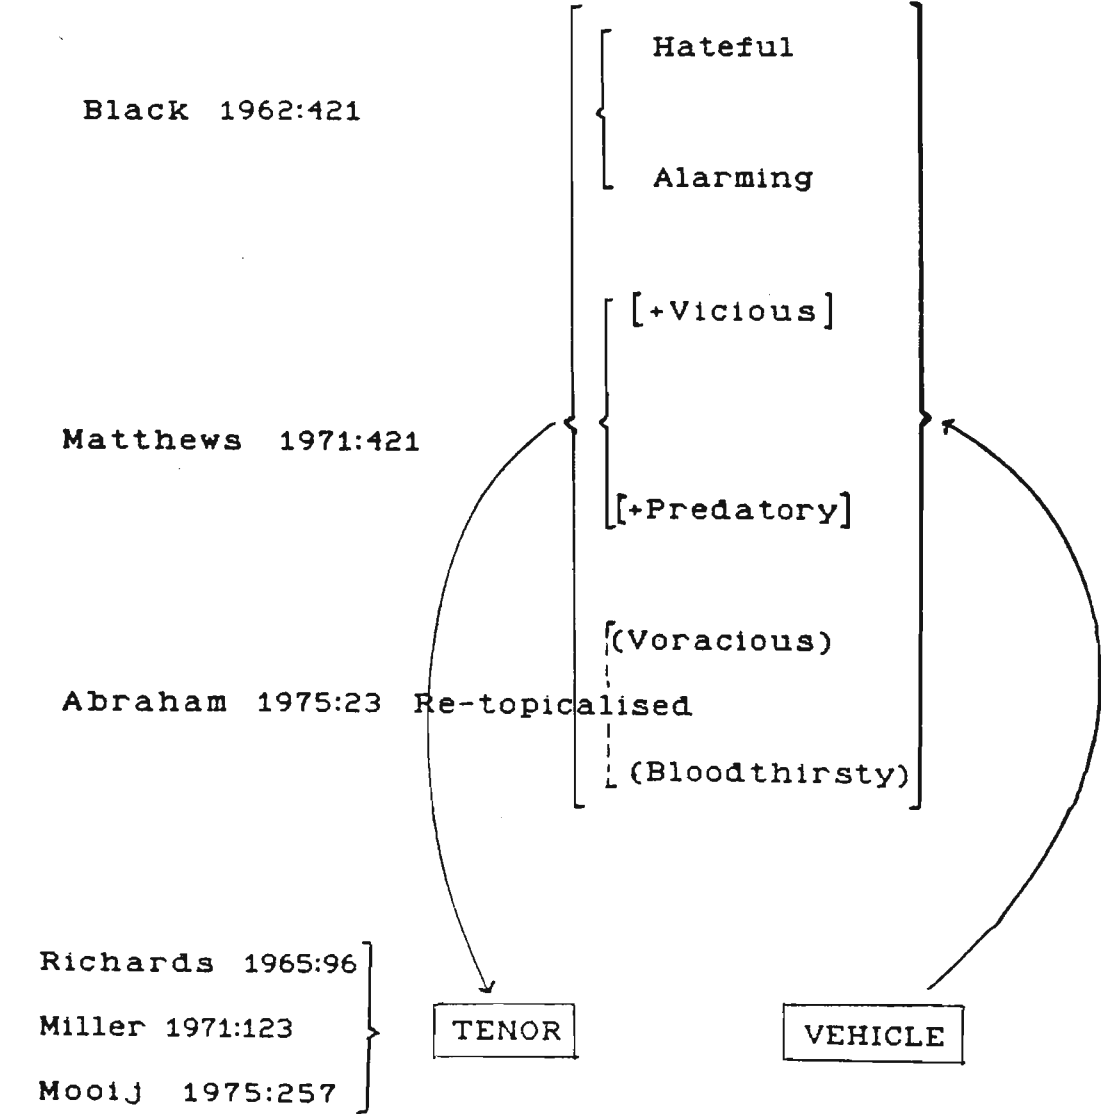 Hateful
Black 1962:421
Alarming
[+Vicious]
Matthews 1971:421
[+Predatory]
(Voracious)
Abraham 1975:23 Re-topicalised
(Bloodthirsty)
Richards 1965:96
Miller 1971:123
TENOR
VEHICLE
Mooij 1975:257